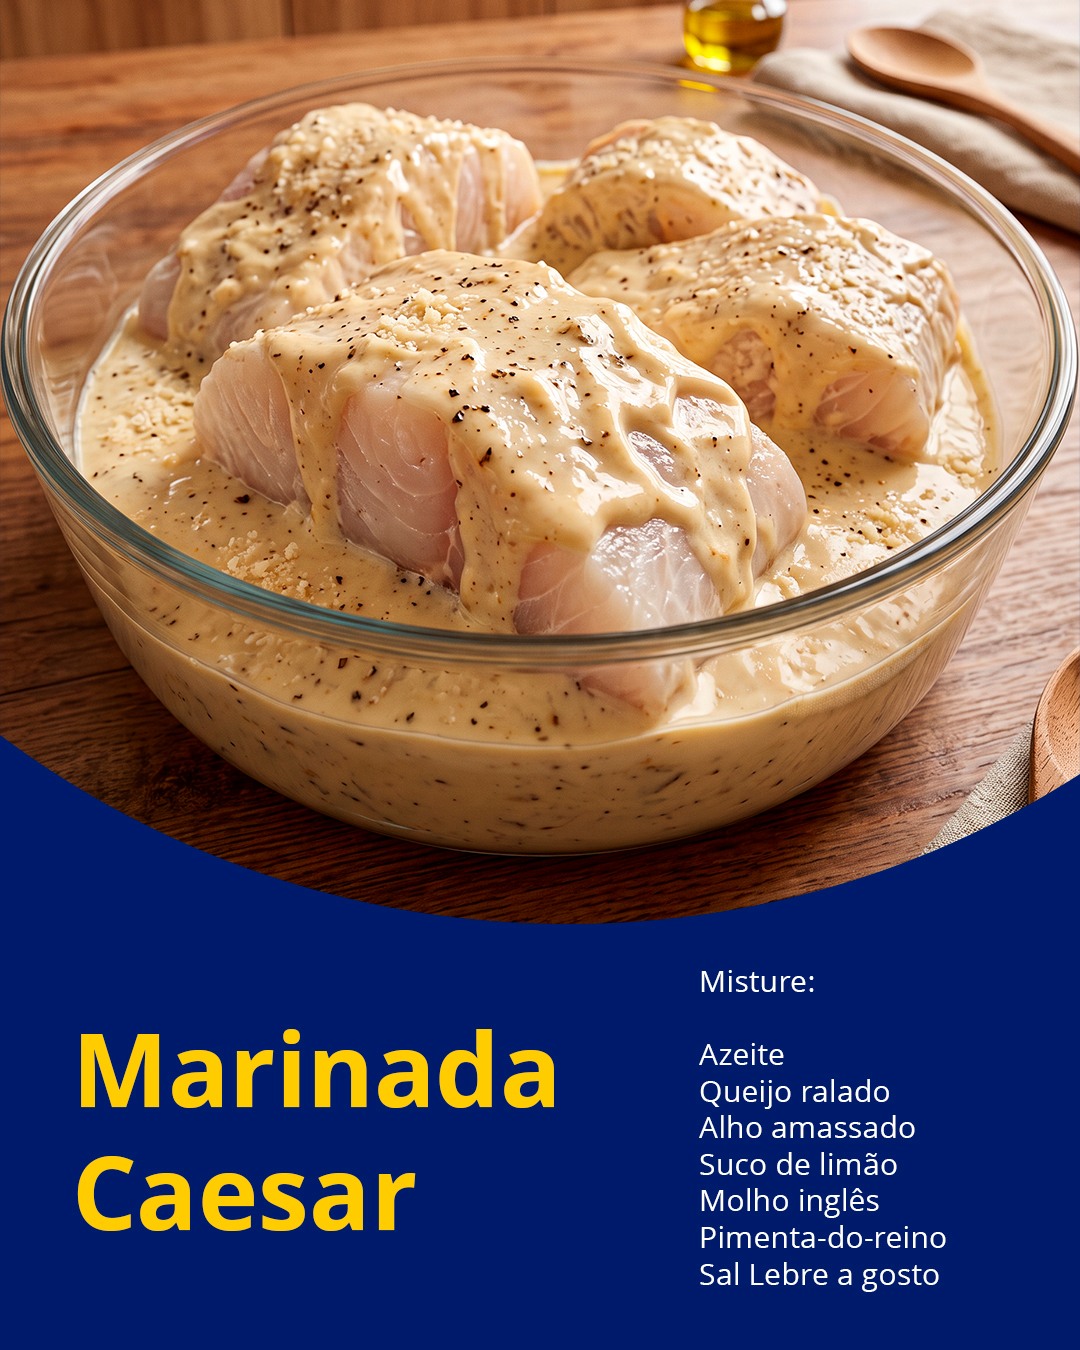 Marinada
Caesar
Misture:
Azeite
Queijo ralado
Alho amassado
Suco de limão
Molho inglês
Pimenta-do-reino
Sal Lebre a gosto